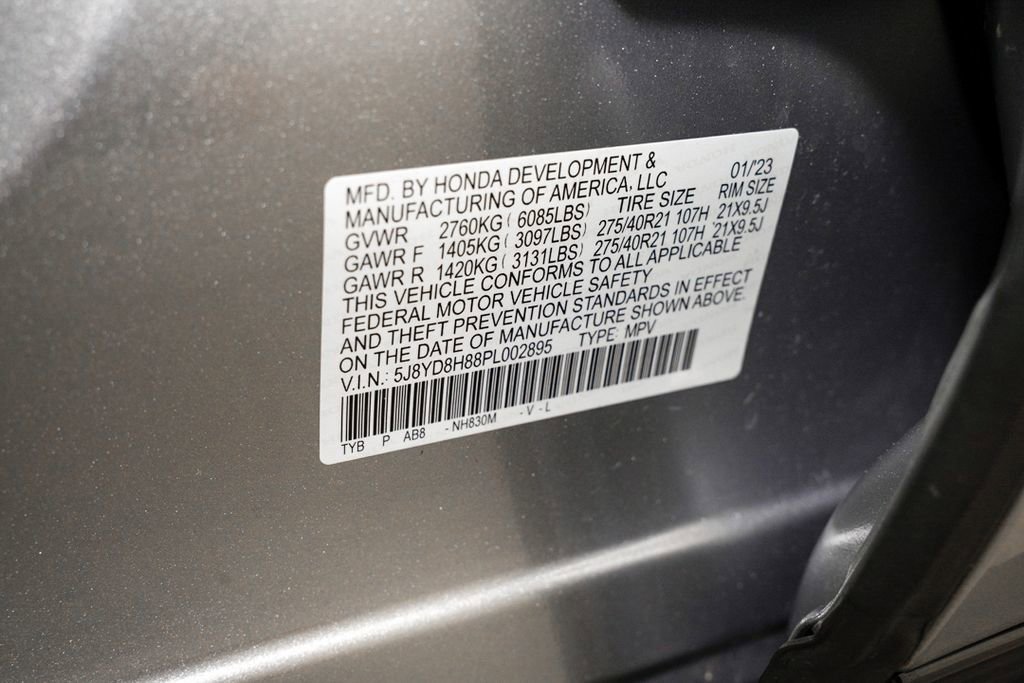 MFD. BY HONDA DEVELOPMENT &
MANUFACTURING OF AMERICA, LLC 01/'23
GVWR 2760KG ( 6085LBS) TIRE SIZE RIM SIZE
GAWR F 1405KG ( 3097LBS) 275/40R21 107H 21X9.5J
GAWR R 1420KG ( 3131LBS) 275/40R21 107H 21X9.5J
THIS VEHICLE CONFORMS TO ALL APPLICABLE
FEDERAL MOTOR VEHICLE SAFETY
AND THEFT PREVENTION STANDARDS IN EFFECT
ON THE DATE OF MANUFACTURE SHOWN ABOVE.
V.I.N.: 5J8YD8H88PL002895 TYPE: MPV
TYB P AB8 - NH830M - V - L